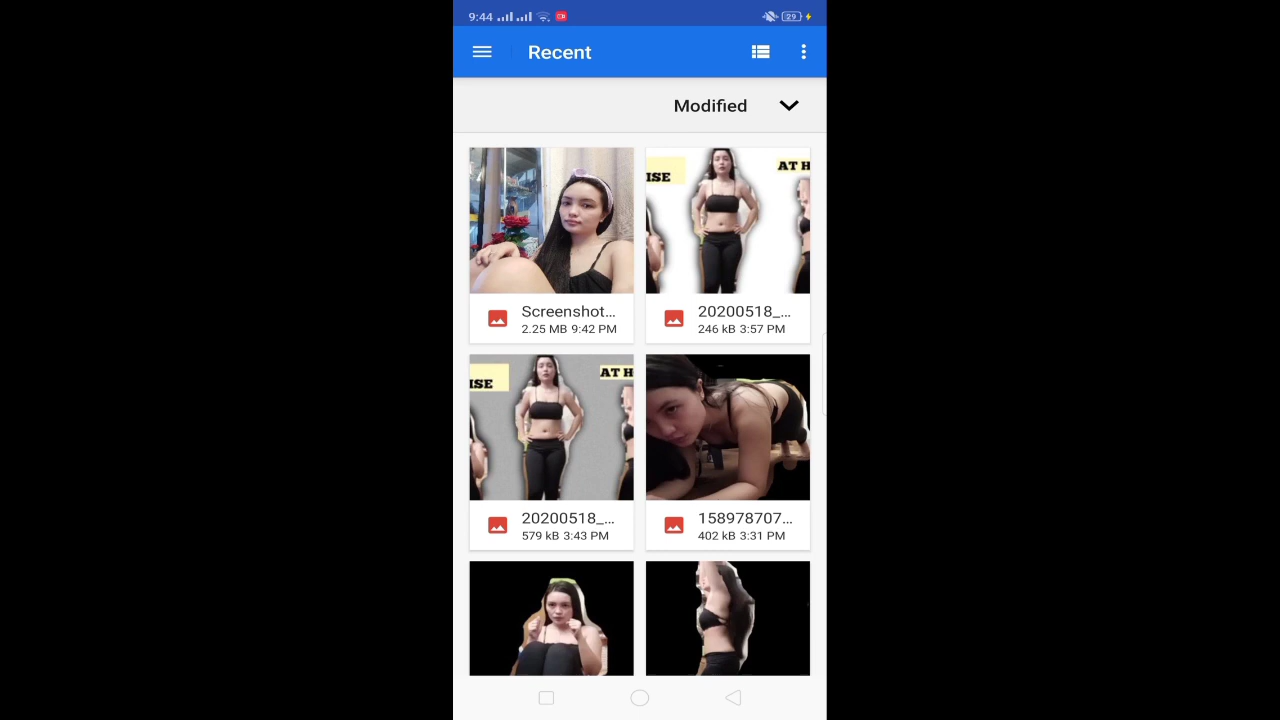 9:44
29
Recent
Modified
ISE
AT H
Screenshot...
2.25 MB 9:42 PM
20200518_...
246 kB 3:57 PM
ISE
AT H
20200518_...
579 kB 3:43 PM
158978707...
402 kB 3:31 PM